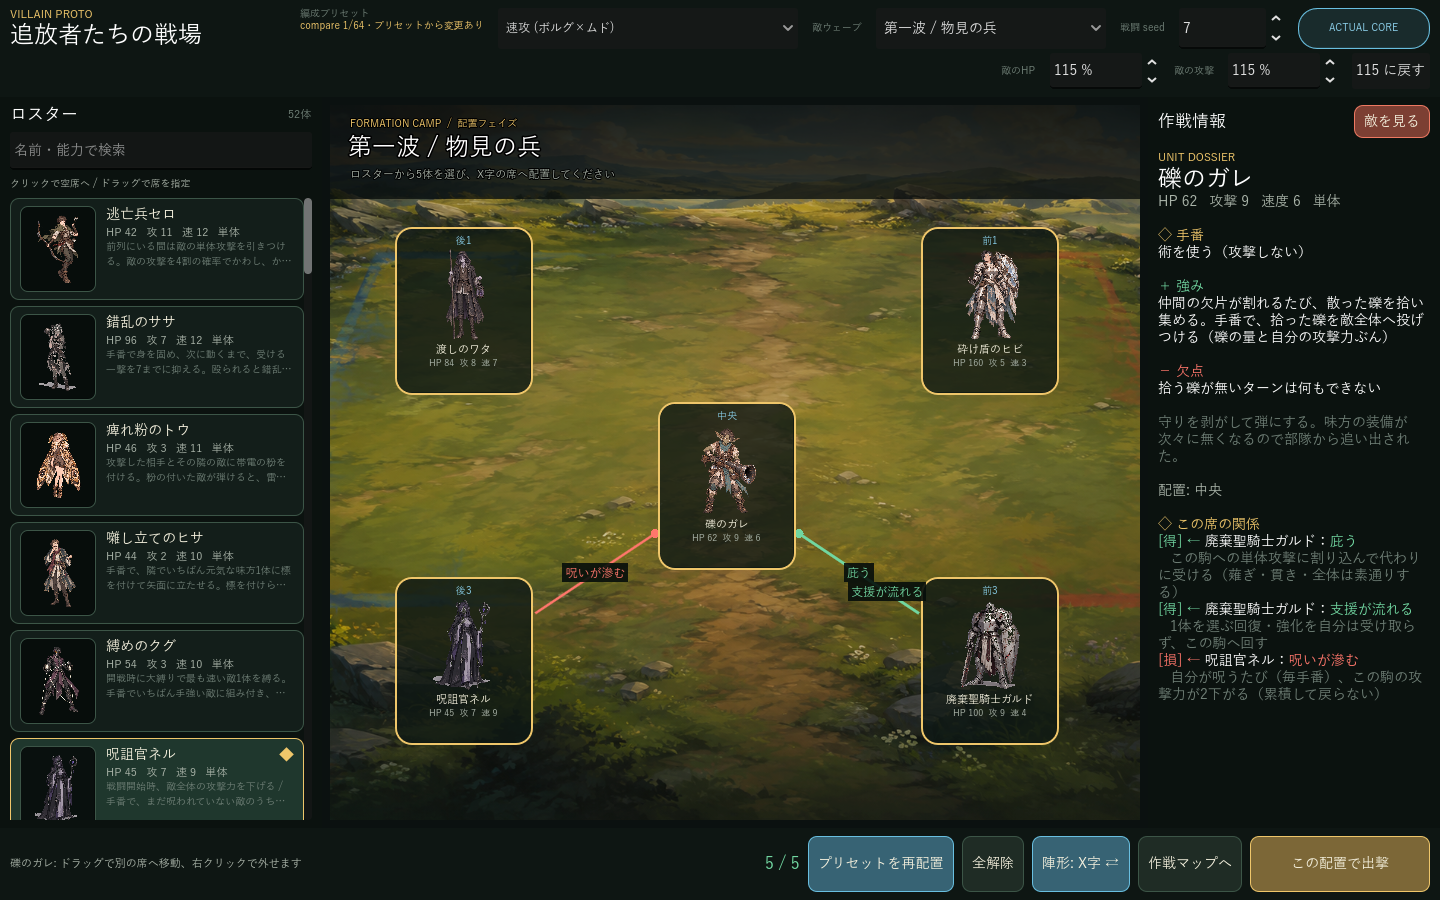 VILLAIN PROTO
追放者たちの戦場
編成プリセット
compare 1/64・プリセットから変更あり
速攻 (ボルグ×ムド)
敵ウェーブ
第一波 / 物見の兵
戦闘 seed
7
ACTUAL CORE
敵のHP
115 %
敵の攻撃
115 %
115 に戻す
ロスター
52体
名前・能力で検索
クリックで空席へ / ドラッグで席を指定
逃亡兵セロ
HP 42 攻 11 速 12 単体
前列にいる間は敵の単体攻撃を引きつけ
る。敵の攻撃を4割の確率でかわし、か…
錯乱のササ
HP 96 攻 7 速 12 単体
手番で身を固め、次に動くまで、受ける
一撃を7までに抑える。殴られると錯乱…
痺れ粉のトウ
HP 46 攻 3 速 11 単体
攻撃した相手とその隣の敵に帯電の粉を
付ける。粉の付いた敵が弾けると、雷…
囃し立てのヒサ
HP 44 攻 2 速 10 単体
手番で、隣でいちばん元気な味方1体に標
を付けて矢面に立たせる。標を付けら…
縛めのクグ
HP 54 攻 3 速 10 単体
開戦時に大縛りで最も速い敵1体を縛る。
手番でいちばん手強い敵に組み付き、…
呪詛官ネル
HP 45 攻 7 速 9 単体
戦闘開始時、敵全体の攻撃力を下げる /
手番で、まだ呪われていない敵のうち…
FORMATION CAMP / 配置フェイズ
第一波 / 物見の兵
ロスターから5体を選び、X字の席へ配置してください
後1
渡しのワタ
HP 84 攻 8 速 7
前1
砕け盾のヒビ
HP 160 攻 5 速 3
中央
礫のガレ
HP 62 攻 9 速 6
呪いが滲む
庇う
支援が流れる
後3
呪詛官ネル
HP 45 攻 7 速 9
前3
廃棄聖騎士ガルド
HP 100 攻 9 速 4
作戦情報
敵を見る
UNIT DOSSIER
礫のガレ
HP 62 攻撃 9 速度 6 単体
◇ 手番
術を使う（攻撃しない）
＋ 強み
仲間の欠片が割れるたび、散った礫を拾い
集める。手番で、拾った礫を敵全体へ投げ
つける（礫の量と自分の攻撃力ぶん）
－ 欠点
拾う礫が無いターンは何もできない
守りを剥がして弾にする。味方の装備が
次々に無くなるので部隊から追い出され
た。
配置: 中央
◇ この席の関係
[得] ← 廃棄聖騎士ガルド：庇う
この駒への単体攻撃に割り込んで代わり
に受ける（薙ぎ・貫き・全体は素通りす
る）
[得] ← 廃棄聖騎士ガルド：支援が流れる
1体を選ぶ回復・強化を自分は受け取ら
ず、この駒へ回す
[損] ← 呪詛官ネル：呪いが滲む
自分が呪うたび（毎手番）、この駒の攻
撃力が2下がる（累積して戻らない）
礫のガレ: ドラッグで別の席へ移動、右クリックで外せます
5 / 5
プリセットを再配置
全解除
陣形: X字 ⇄
作戦マップへ
この配置で出撃